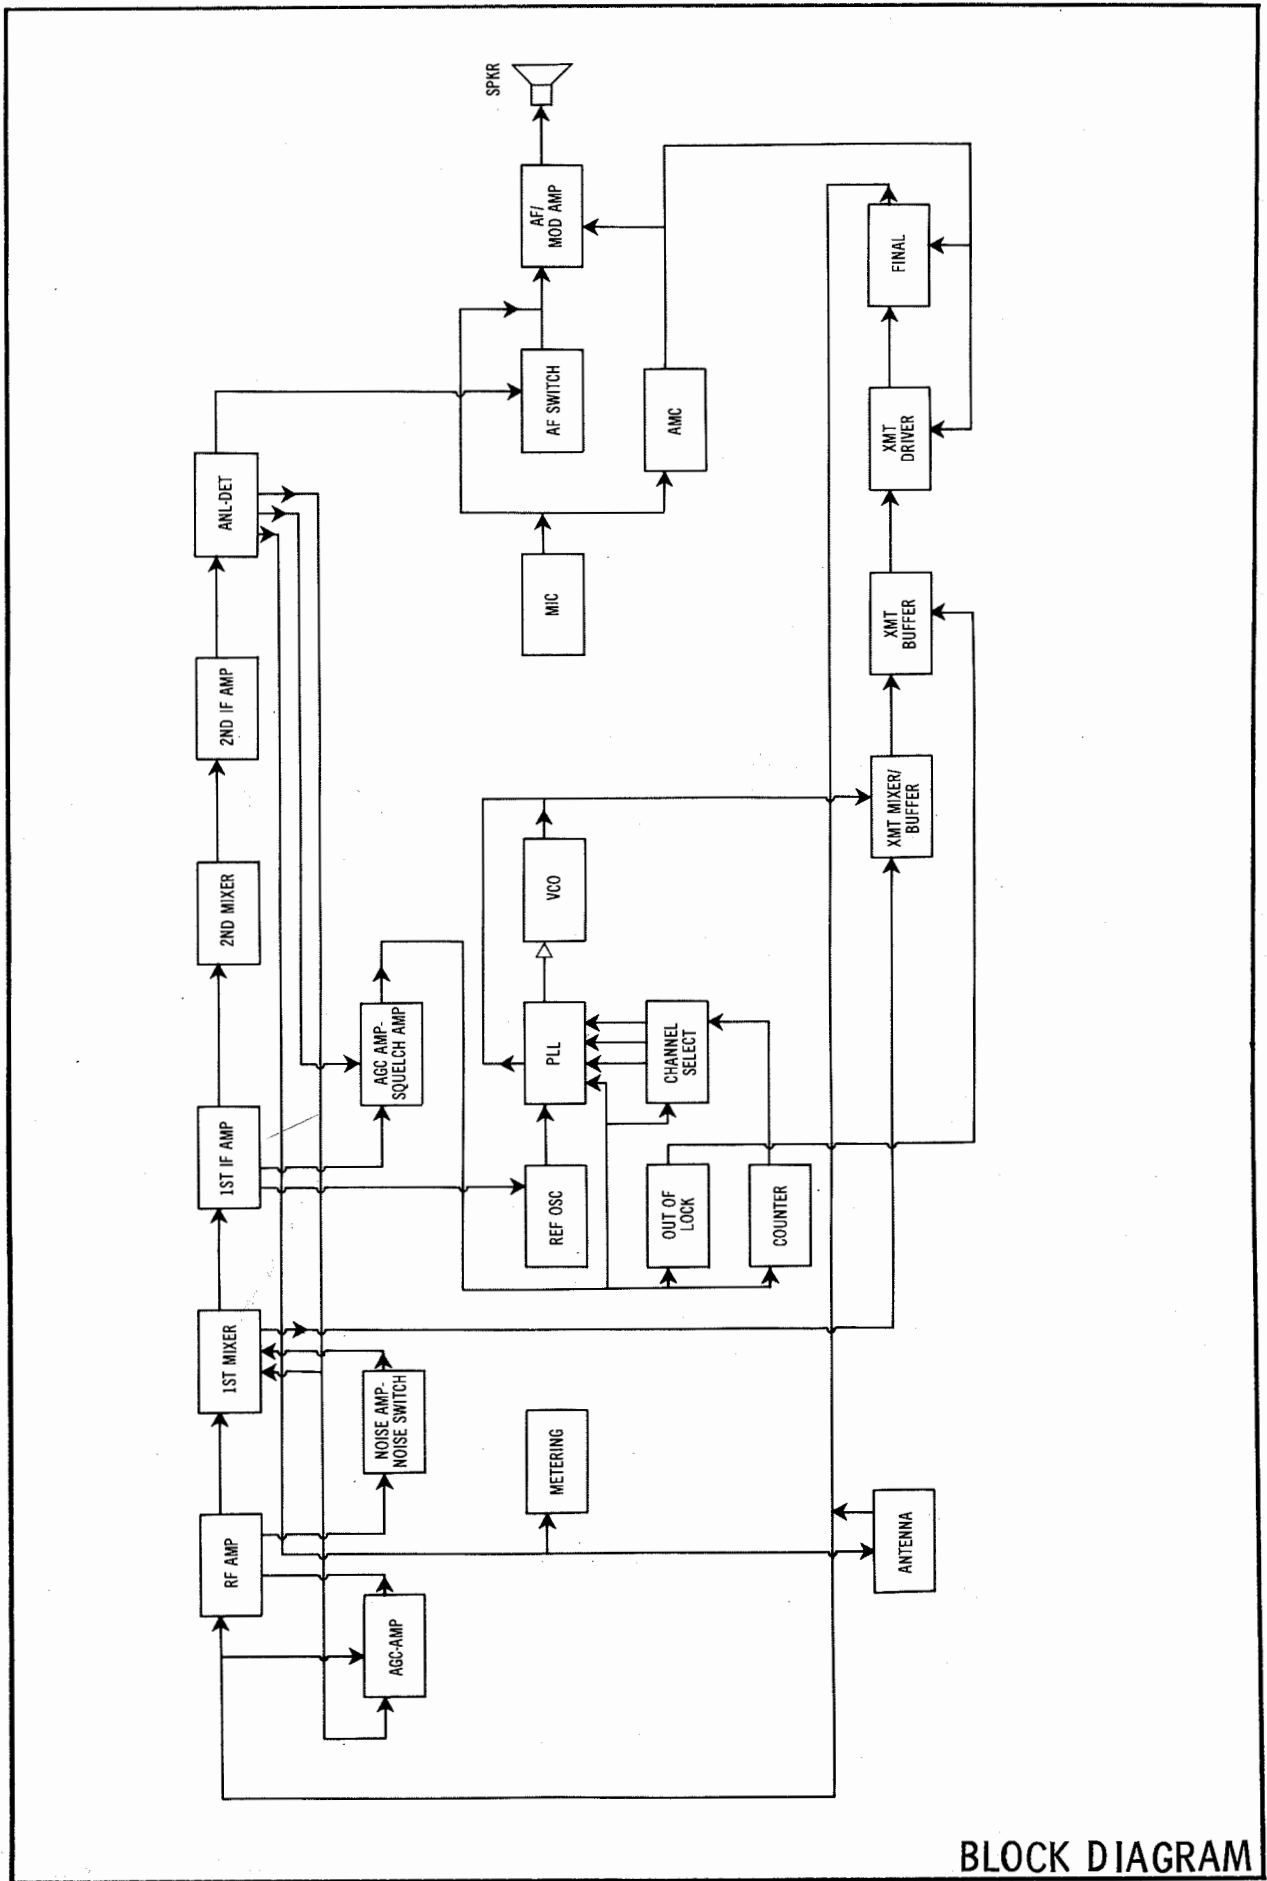 SPKR
AF/
MOD AMP
FINAL
AF SWITCH
AMC
XMT
DRIVER
ANL-DET
MIC
XMT
BUFFER
2ND IF AMP
XMT MIXER/
BUFFER
2ND MIXER
VCO
AGC AMP-
SQUELCH AMP
PLL
CHANNEL
SELECT
1ST IF AMP
REF OSC
OUT OF
LOCK
COUNTER
1ST MIXER
NOISE AMP-
NOISE SWITCH
METERING
RF AMP
AGC-AMP
ANTENNA
BLOCK DIAGRAM